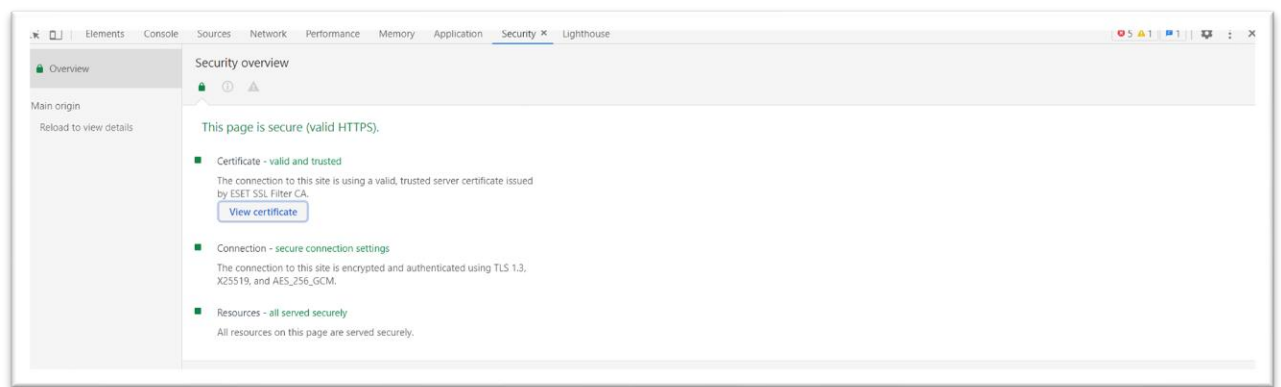 Elements Console Sources Network Performance Memory Application Security × Lighthouse 5 1 1
Overview
Main origin
Reload to view details
Security overview
This page is secure (valid HTTPS).
Certificate - valid and trusted
The connection to this site is using a valid, trusted server certificate issued
by ESET SSL Filter CA.
View certificate
Connection - secure connection settings
The connection to this site is encrypted and authenticated using TLS 1.3,
X25519, and AES_256_GCM.
Resources - all served securely
All resources on this page are served securely.